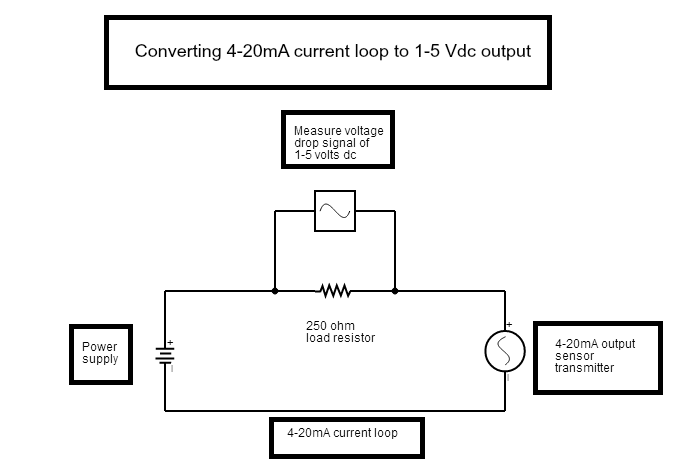 Converting 4-20mA current loop to 1-5 Vdc output
Measure voltage
drop signal of
1-5 volts dc
250 ohm
load resistor
Power
supply
+
+
4-20mA output
sensor
transmitter
4-20mA current loop